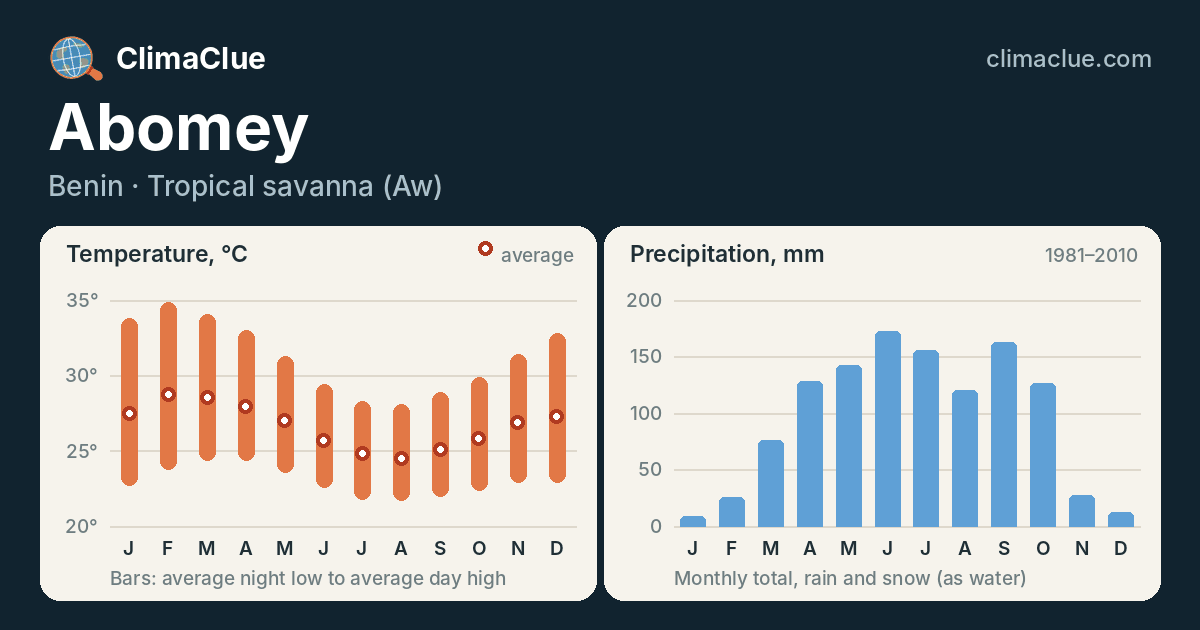 ClimaClue
climaclue.com
Abomey
Benin · Tropical savanna (Aw)
Temperature, °C
average
35°
30°
25°
20°
J F M A M J J A S O N D
Bars: average night low to average day high
Precipitation, mm
1981–2010
200
150
100
50
0
J F M A M J J A S O N D
Monthly total, rain and snow (as water)